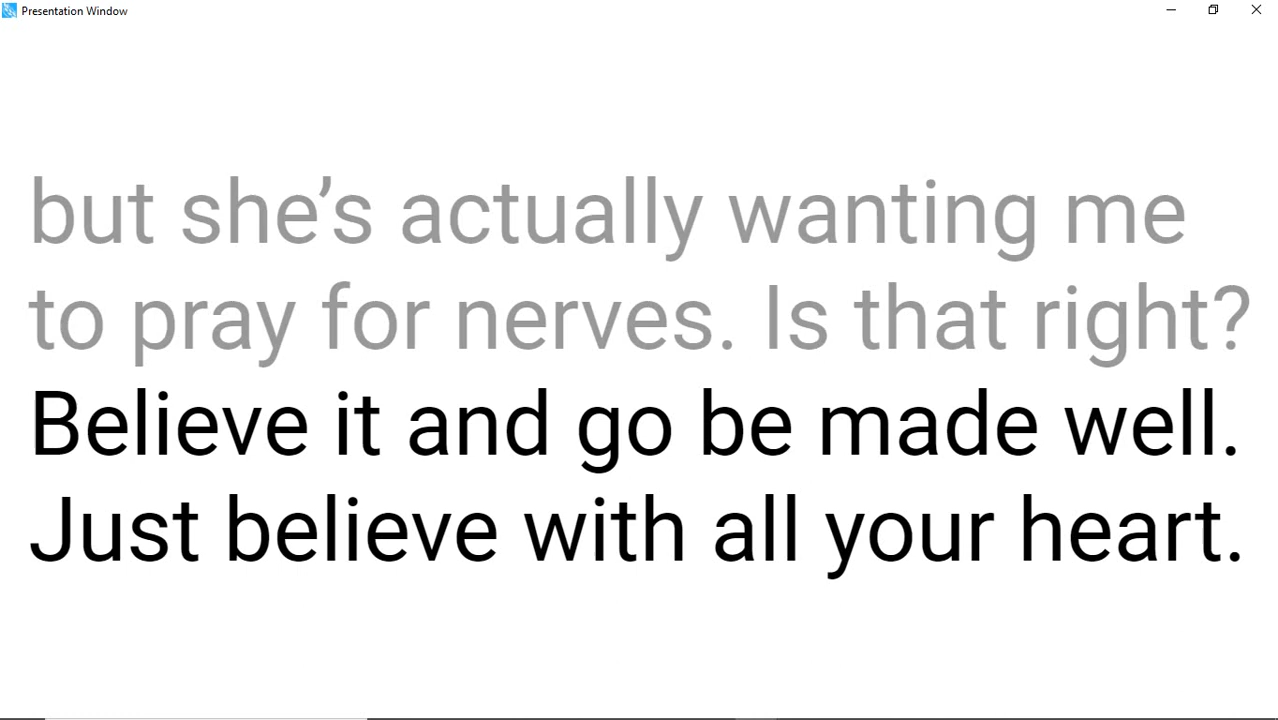 Presentation Window
but she’s actually wanting me
to pray for nerves. Is that right?
Believe it and go be made well.
Just believe with all your heart.